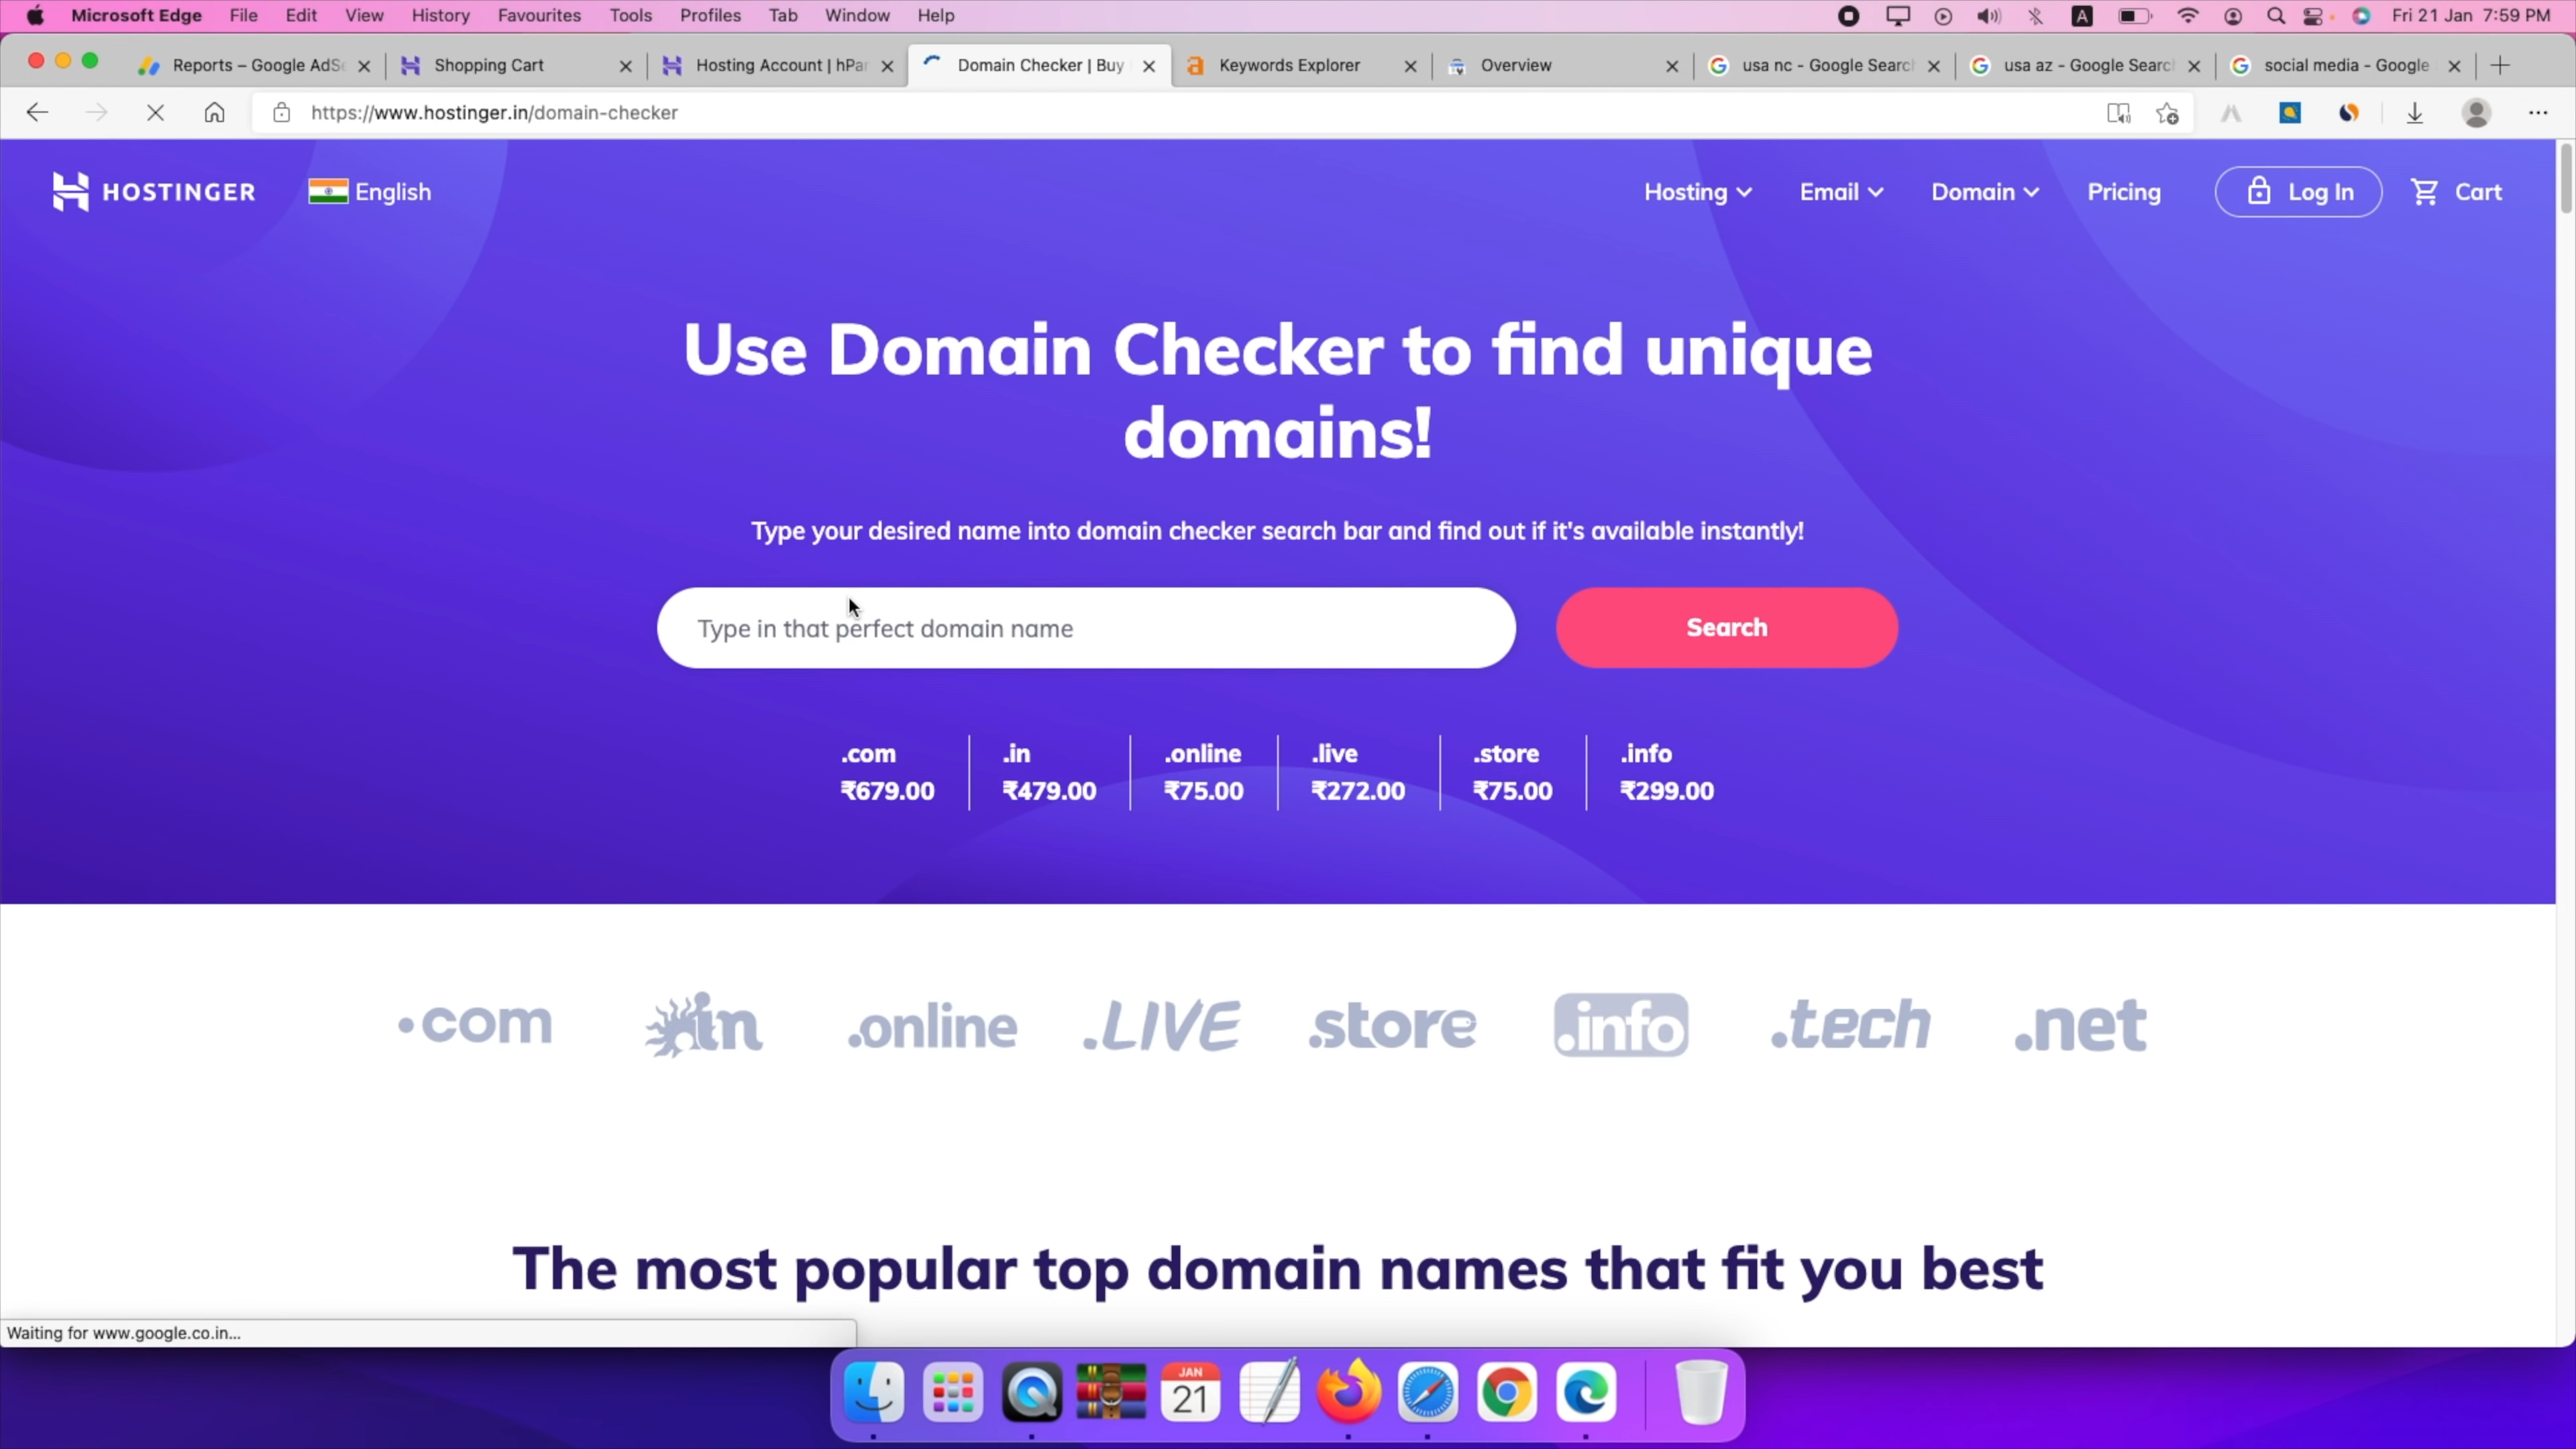 Microsoft Edge File Edit View History Favourites Tools Profiles Tab Window Help A Fri 21 Jan 7:59 PM
Reports – Google AdSe Shopping Cart Hosting Account | hPan Domain Checker | Buy Keywords Explorer Overview usa nc - Google Search usa az - Google Search social media - Google
https://www.hostinger.in/domain-checker
HOSTINGER English Hosting Email Domain Pricing Log In Cart
Use Domain Checker to find unique
domains!
Type your desired name into domain checker search bar and find out if it's available instantly!
Type in that perfect domain name Search
.com .in .online .live .store .info
₹679.00 ₹479.00 ₹75.00 ₹272.00 ₹75.00 ₹299.00
.com .in .online .LIVE .store .info .tech .net
The most popular top domain names that fit you best
Waiting for www.google.co.in...
JAN
21